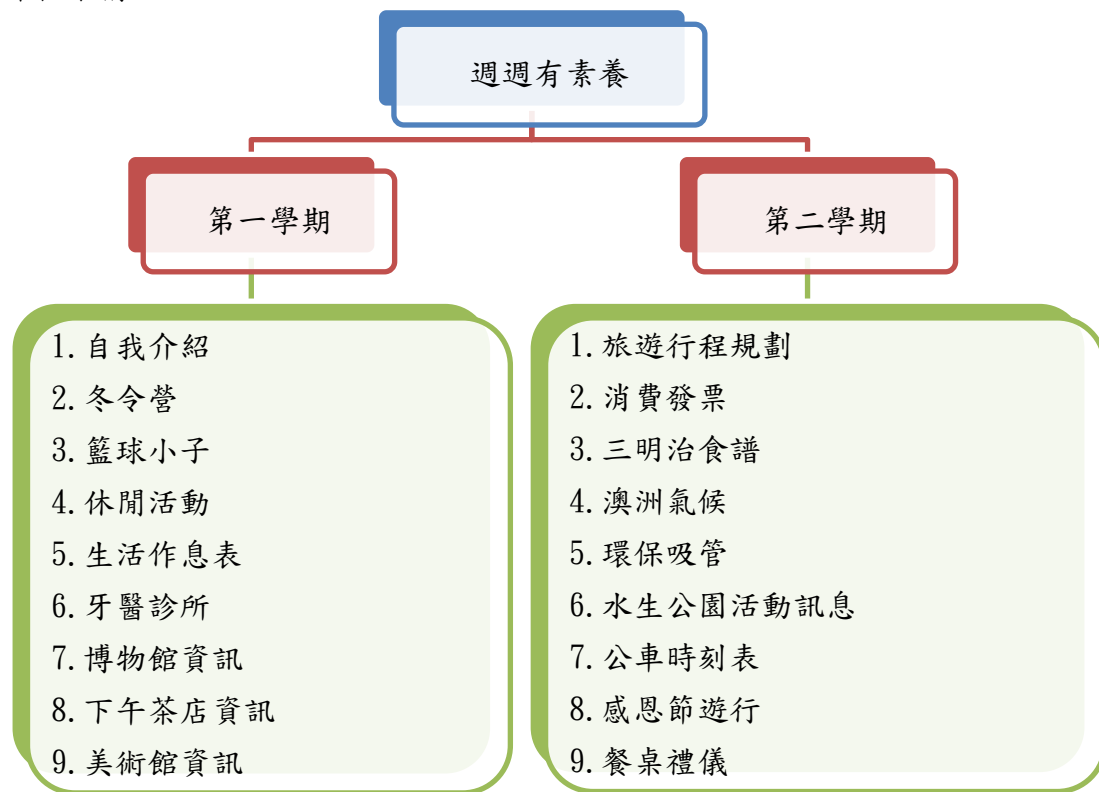 週週有素養
第一學期
第二學期
1.自我介紹
2.冬令營
3.籃球小子
4.休閒活動
5.生活作息表
6.牙醫診所
7.博物館資訊
8.下午茶店資訊
9.美術館資訊
1.旅遊行程規劃
2.消費發票
3.三明治食譜
4.澳洲氣候
5.環保吸管
6.水生公園活動訊息
7.公車時刻表
8.感恩節遊行
9.餐桌禮儀